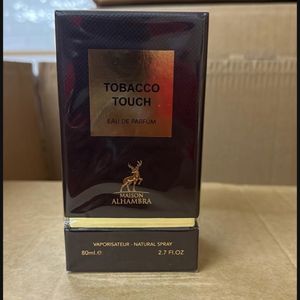 TOBACCO
TOUCH
EAU DE PARFUM
MAISON
ALHAMBRA
VAPORISATEUR - NATURAL SPRAY
80ml ℮ 2.7 FL.OZ